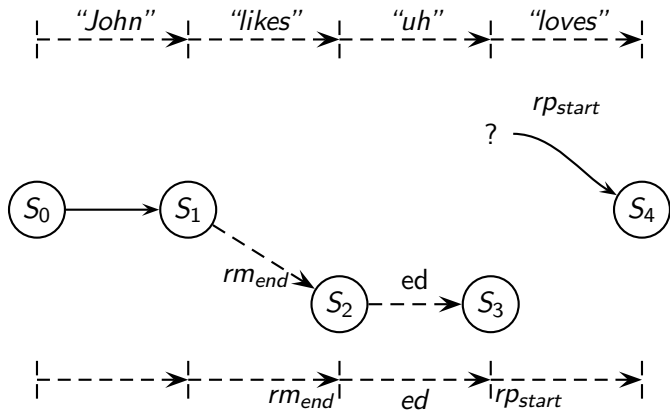 “John” “likes” “uh” “loves”
rp_start
?
S_0 S_1 S_4
rm_end ed
S_2 S_3
rm_end ed rp_start